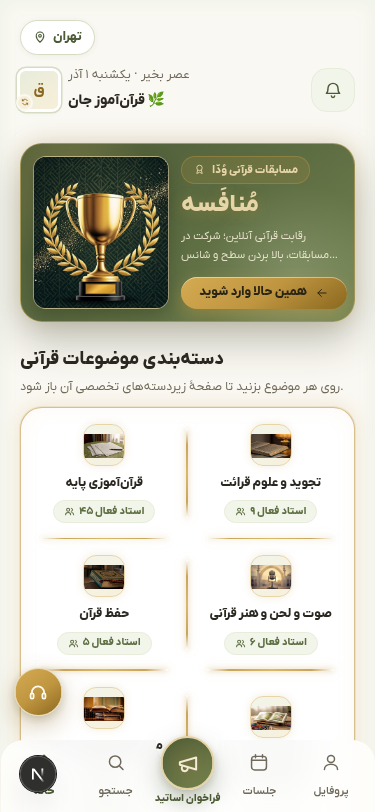 تهران
عصر بخیر · یکشنبه ۱ آذر
قرآن‌آموز جان 🌿
ق
مسابقات قرآنی وُدّا
مُنافَسه
رقابت قرآنی آنلاین؛ شرکت در
مسابقات، بالا بردن سطح و شانس...
همین حالا وارد شوید ←
دسته‌بندی موضوعات قرآنی
روی هر موضوع بزنید تا صفحهٔ زیردسته‌های تخصصی آن باز شود.
تجوید و علوم قرائت
۹ استاد فعال
قرآن‌آموزی پایه
۴۵ استاد فعال
صوت و لحن و هنر قرآنی
۶ استاد فعال
حفظ قرآن
۵ استاد فعال
پروفایل
جلسات
فراخوان اساتید
جستجو
N